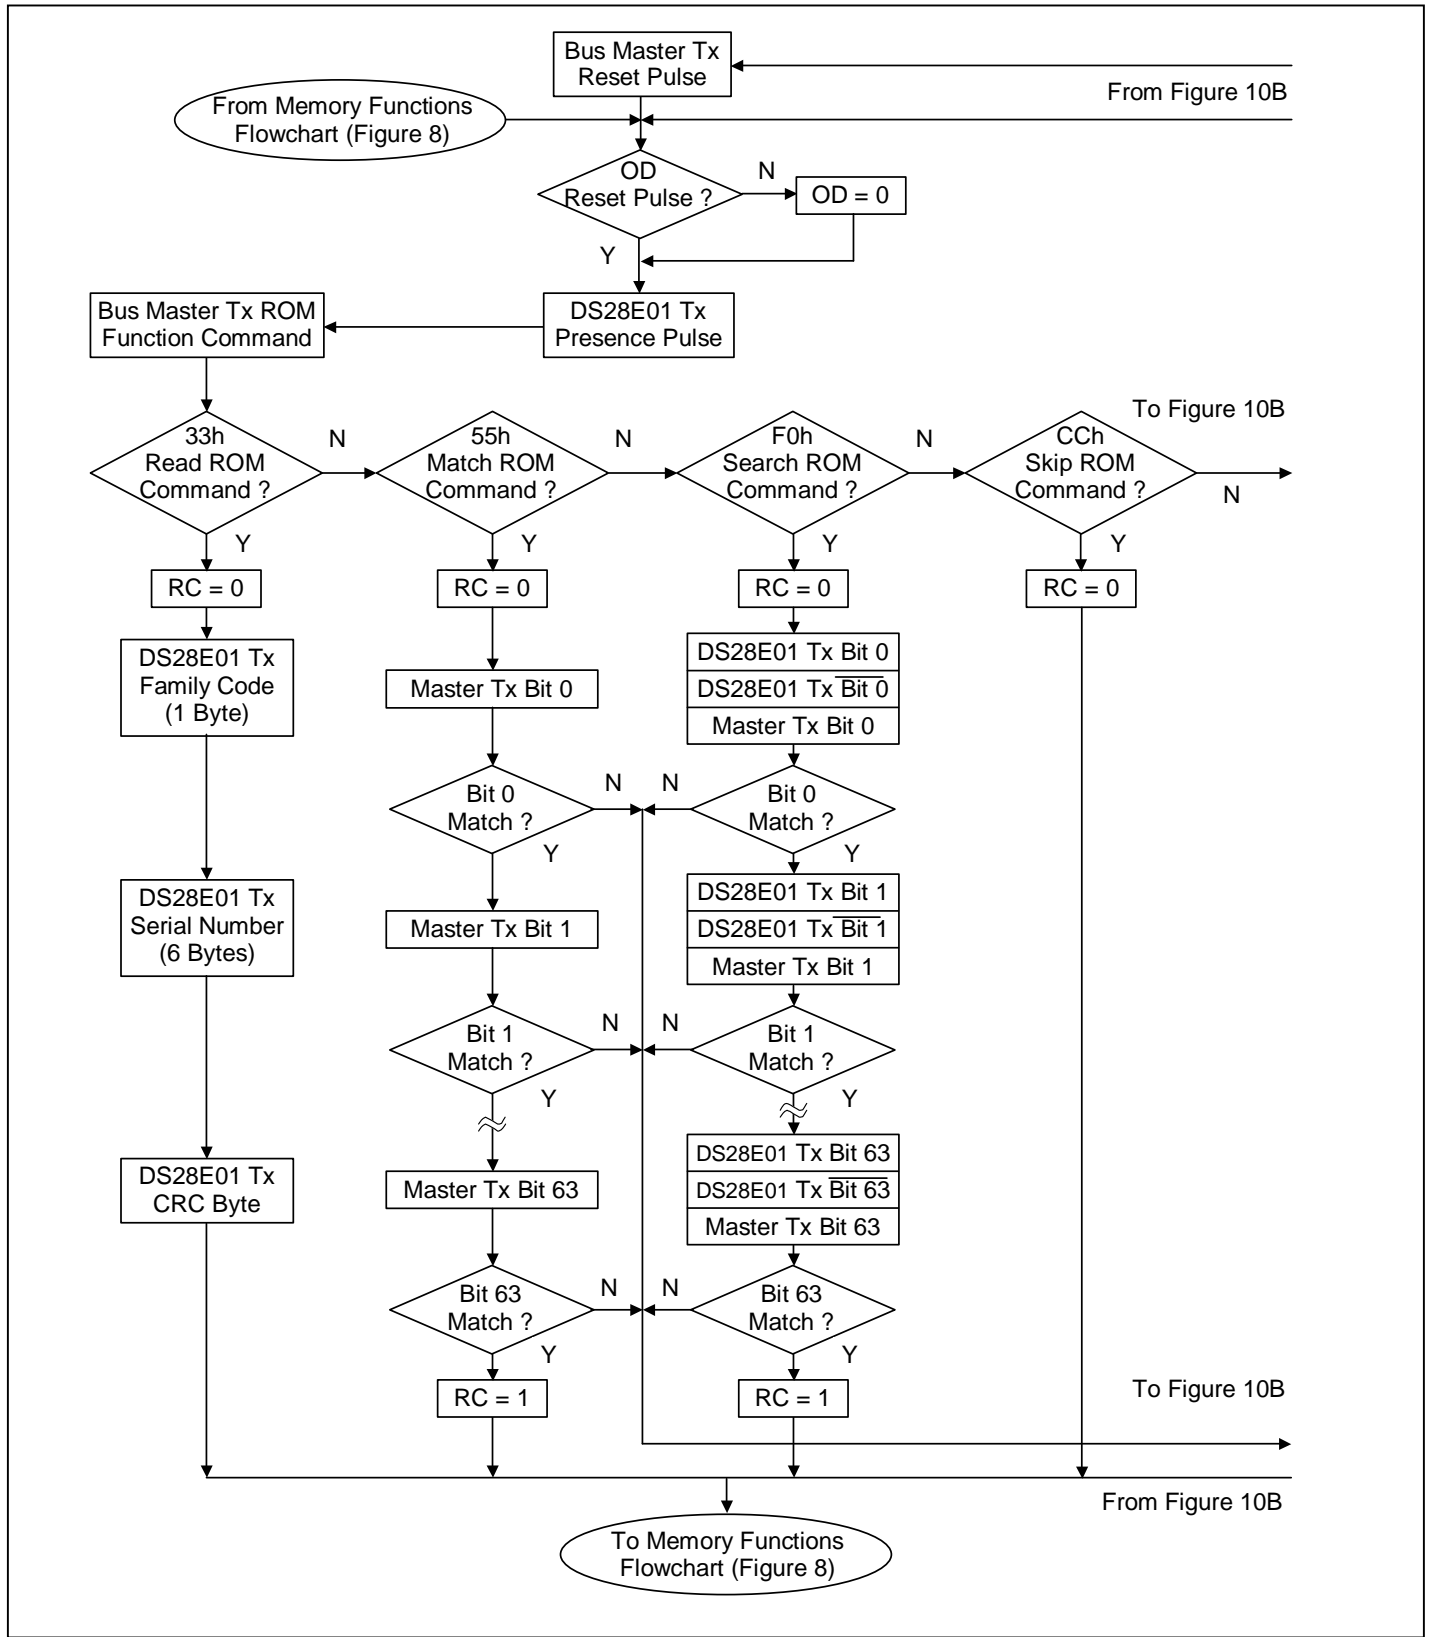 Bus Master Tx
Reset Pulse
From Figure 10B
From Memory Functions
Flowchart (Figure 8)
OD
Reset Pulse ?
N
OD = 0
Y
Bus Master Tx ROM
Function Command
DS28E01 Tx
Presence Pulse
To Figure 10B
33h
Read ROM
Command ?
N
55h
Match ROM
Command ?
N
F0h
Search ROM
Command ?
N
CCh
Skip ROM
Command ?
N
Y
Y
Y
Y
RC = 0
RC = 0
RC = 0
RC = 0
DS28E01 Tx
Family Code
(1 Byte)
Master Tx Bit 0
DS28E01 Tx Bit 0
DS28E01 Tx Bit 0
Master Tx Bit 0
Bit 0
Match ?
N
N
Bit 0
Match ?
Y
Y
DS28E01 Tx
Serial Number
(6 Bytes)
Master Tx Bit 1
DS28E01 Tx Bit 1
DS28E01 Tx Bit 1
Master Tx Bit 1
Bit 1
Match ?
N
N
Bit 1
Match ?
Y
Y
DS28E01 Tx
CRC Byte
Master Tx Bit 63
DS28E01 Tx Bit 63
DS28E01 Tx Bit 63
Master Tx Bit 63
Bit 63
Match ?
N
N
Bit 63
Match ?
Y
Y
RC = 1
RC = 1
To Figure 10B
From Figure 10B
To Memory Functions
Flowchart (Figure 8)